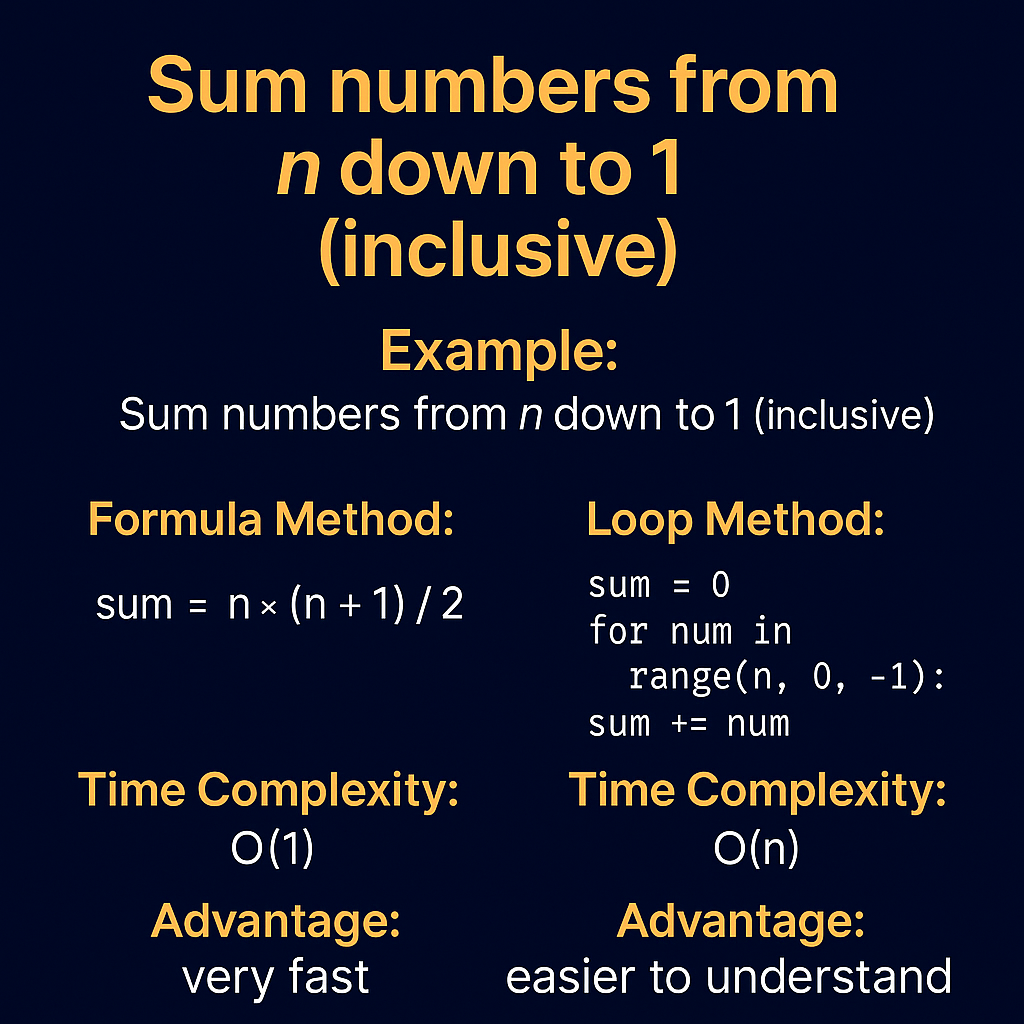 Sum numbers from
n down to 1
(inclusive)
Example:
Sum numbers from n down to 1 (inclusive)
Formula Method:
sum = n × (n + 1) / 2
Time Complexity:
O(1)
Advantage:
very fast
Loop Method:
sum = 0
for num in
  range(n, 0, -1):
sum += num
Time Complexity:
O(n)
Advantage:
easier to understand